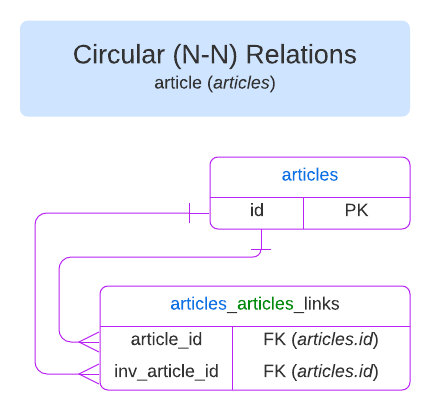 Circular (N-N) Relations
article (articles)
articles
id PK
articles_articles_links
article_id FK (articles.id)
inv_article_id FK (articles.id)